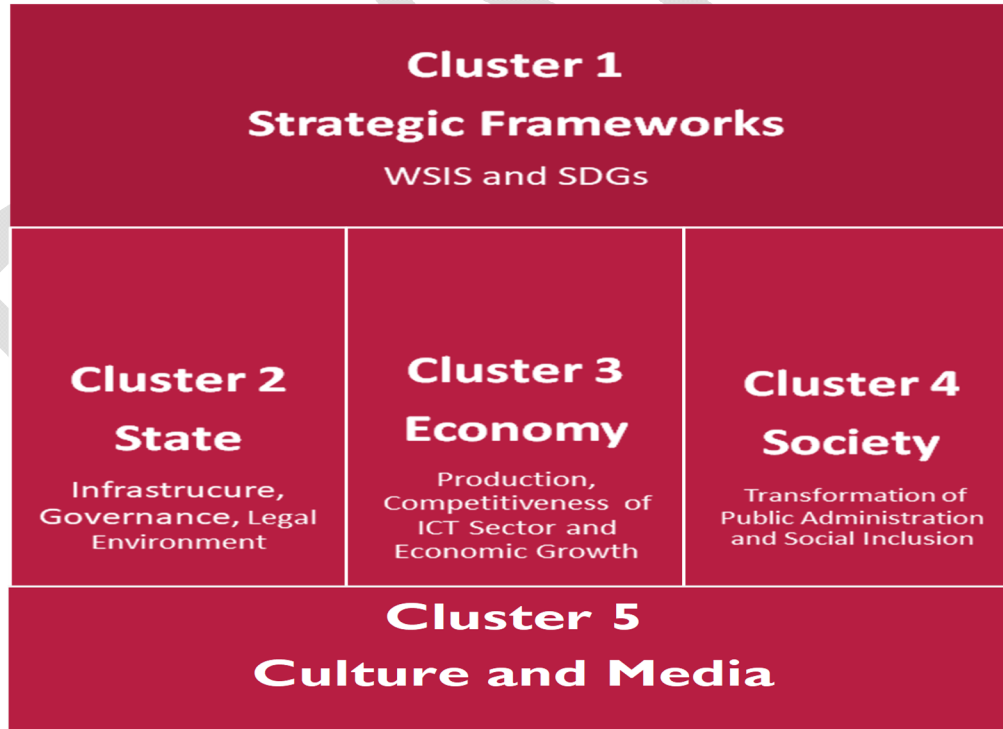 Cluster 1
Strategic Frameworks
WSIS and SDGs
Cluster 2
State
Infrastrucure,
Governance, Legal
Environment
Cluster 3
Economy
Production,
Competitiveness of
ICT Sector and
Economic Growth
Cluster 4
Society
Transformation of
Public Administration
and Social Inclusion
Cluster 5
Culture and Media